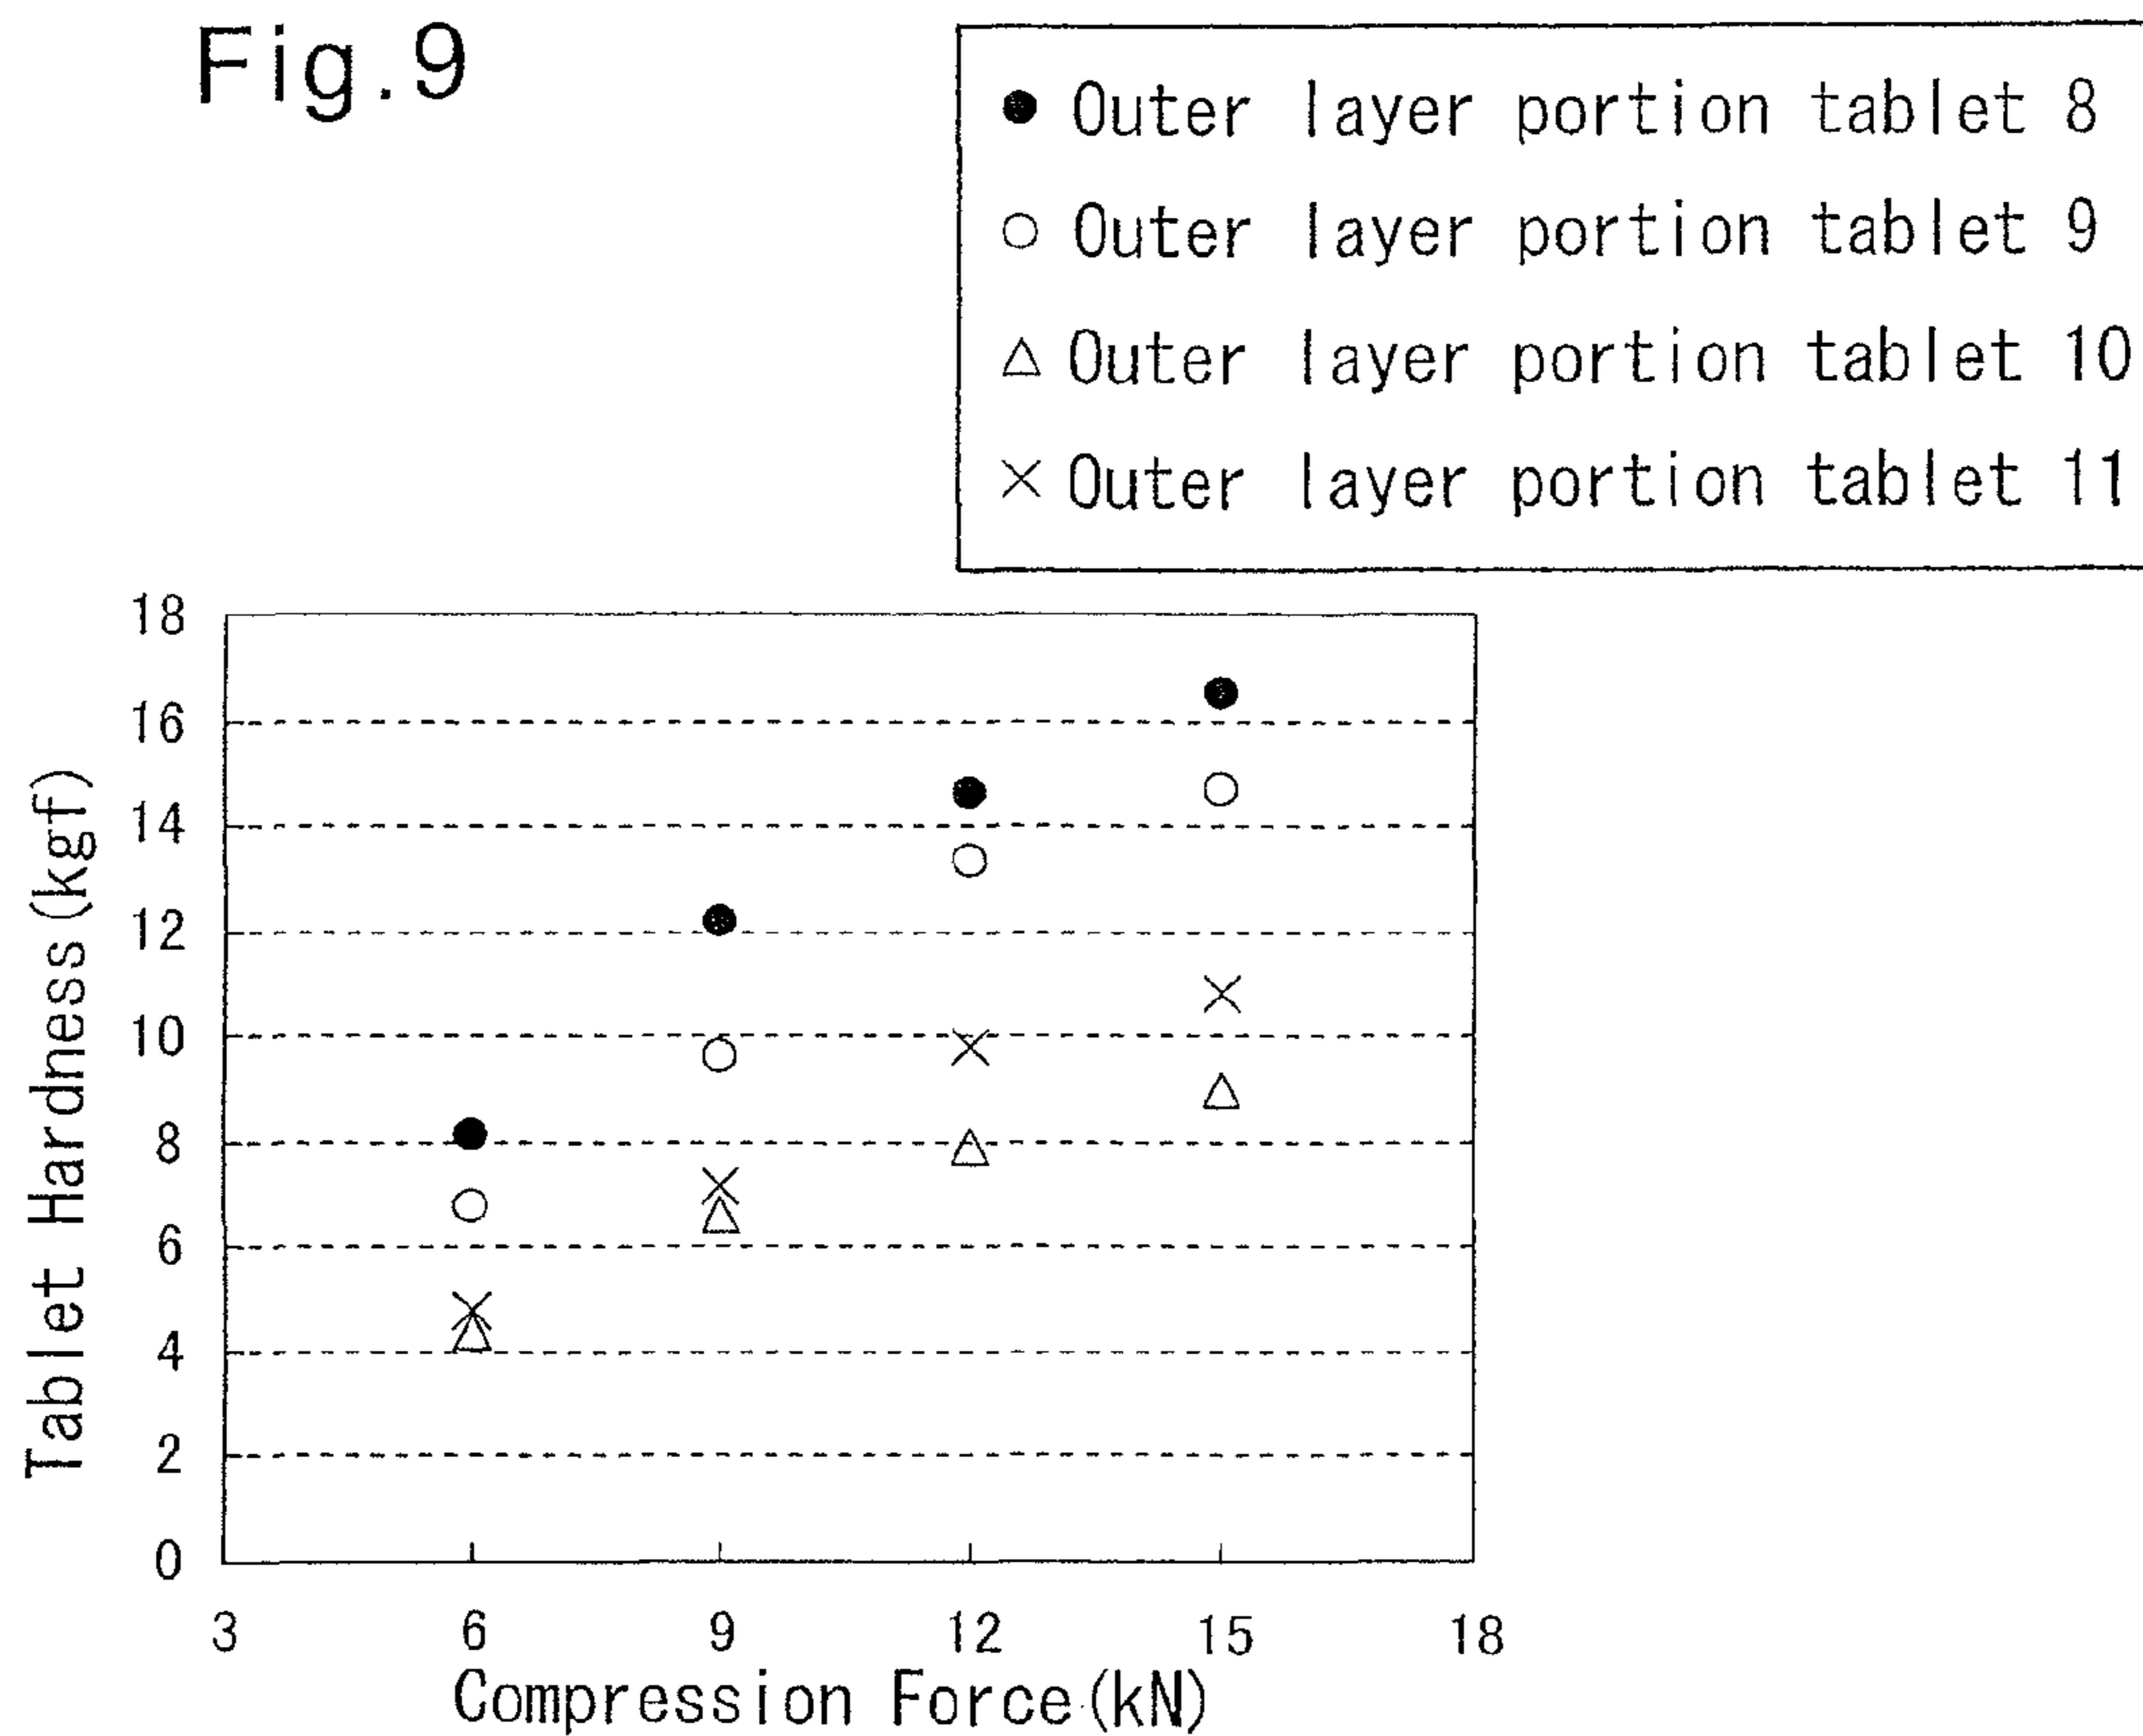 Fig.9
Outer layer portion tablet 8
Outer layer portion tablet 9
Outer layer portion tablet 10
Outer layer portion tablet 11
Tablet Hardness(kgf)
18
16
14
12
10
8
6
4
2
0
3 6 9 12 15 18
Compression Force(kN)